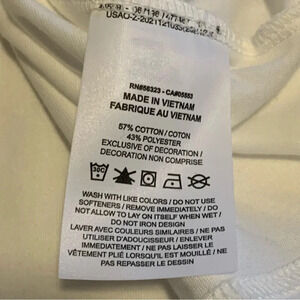 RN#56323 - CA#05553
MADE IN VIETNAM
FABRIQUE AU VIETNAM
57% COTTON / COTON
43% POLYESTER
EXCLUSIVE OF DECORATION /
DECORATION NON COMPRISE
WASH WITH LIKE COLORS / DO NOT USE
SOFTENERS / REMOVE IMMEDIATELY / DO
NOT ALLOW TO LAY ON ITSELF WHEN WET /
DO NOT IRON DESIGN
LAVER AVEC COULEURS SIMILAIRES / NE PAS
UTILISER D'ADOUCISSEUR / ENLEVER
IMMEDIATEMENT / NE PAS LAISSER LE
VÊTEMENT PLIÉ LORSQU'IL EST MOUILLÉ / NE
PAS REPASSER LE DESSIN